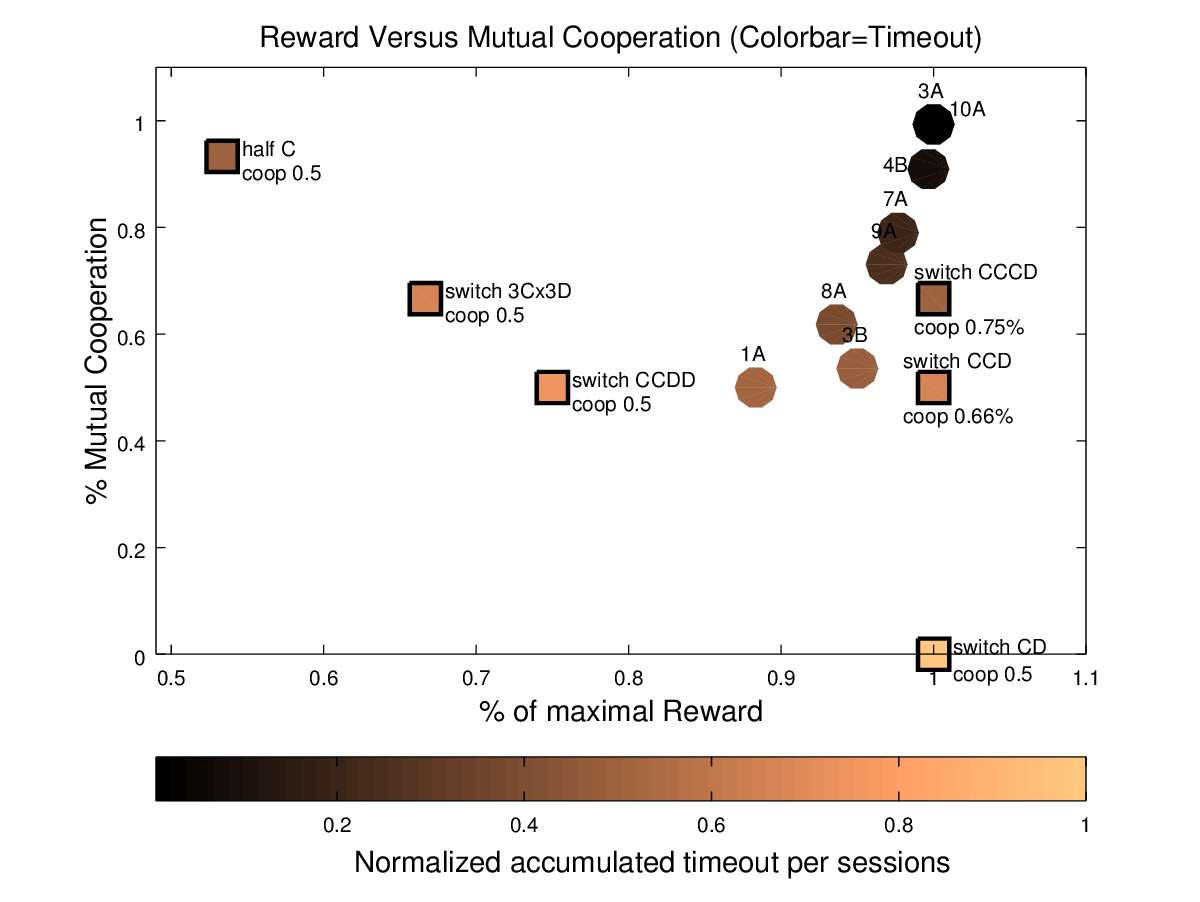 Reward Versus Mutual Cooperation (Colorbar=Timeout)
% Mutual Cooperation
1
0.8
0.6
0.4
0.2
0
half C
coop 0.5
switch 3Cx3D
coop 0.5
switch CCDD
coop 0.5
3A
10A
4B
7A
9A
8A
3B
1A
switch CCCD
coop 0.75%
switch CCD
coop 0.66%
switch CD
coop 0.5
0.5 0.6 0.7 0.8 0.9 1 1.1
% of maximal Reward
0.2 0.4 0.6 0.8 1
Normalized accumulated timeout per sessions